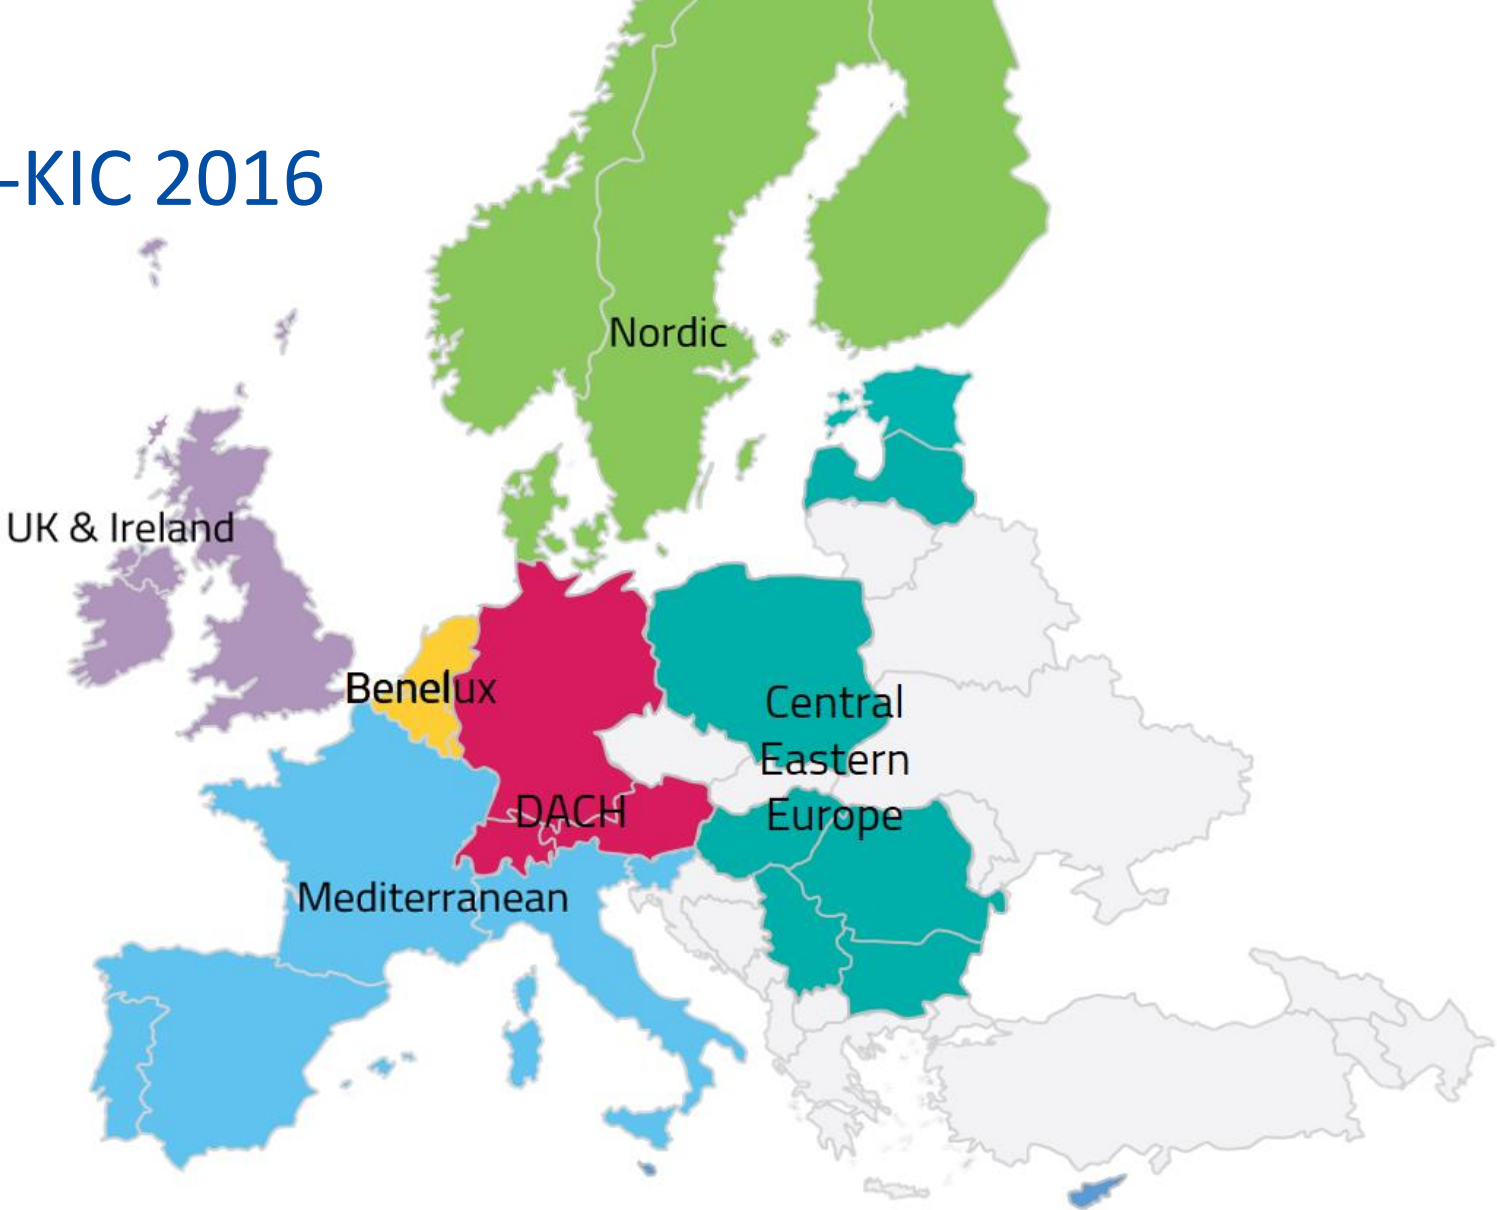 -KIC 2016
Nordic
UK & Ireland
Benelux
Central
Eastern
Europe
DACH
Mediterranean